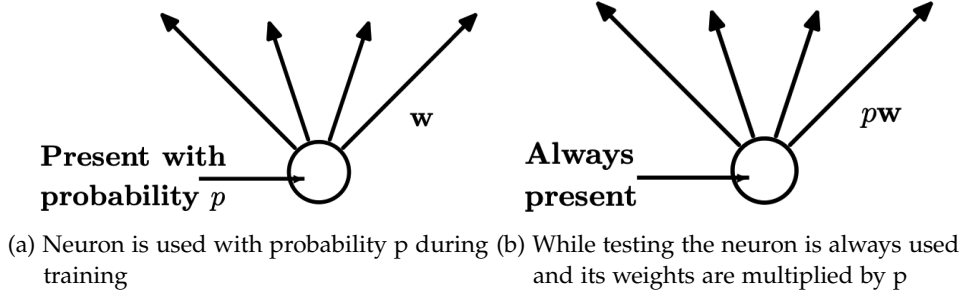 w
Present with
probability p
(a) Neuron is used with probability p during
training
pw
Always
present
(b) While testing the neuron is always used
and its weights are multiplied by p